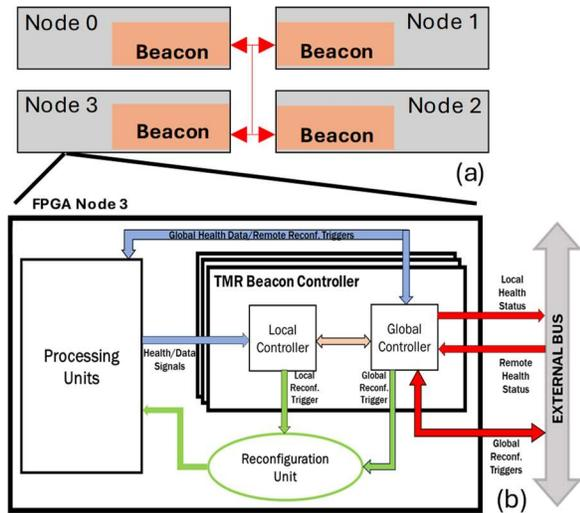 Node 0
Beacon
Node 1
Beacon
Node 3
Beacon
Node 2
Beacon
(a)
FPGA Node 3
Global Health Data/Remote Reconf. Triggers
TMR Beacon Controller
Processing
Units
Health/Data
Signals
Local
Controller
Global
Controller
Local
Reconf.
Trigger
Global
Reconf.
Trigger
Reconfiguration
Unit
Local
Health
Status
Remote
Health
Status
Global
Reconf.
Triggers
EXTERNAL BUS
(b)